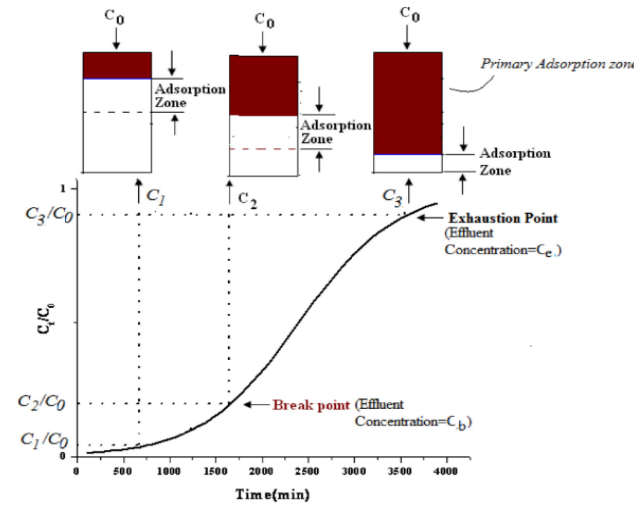 C0 C0 C0
Primary Adsorption zone
Adsorption
Zone
Adsorption
Zone
Adsorption
Zone
C1 C2 C3
1
C3/C0
Exhaustion Point
(Effluent
Concentration=Ce.)
Ct/C0
C2/C0
Break point (Effluent
Concentration=C.b)
C1/C0
0
0 500 1000 1500 2000 2500 3000 3500 4000
Time(min)